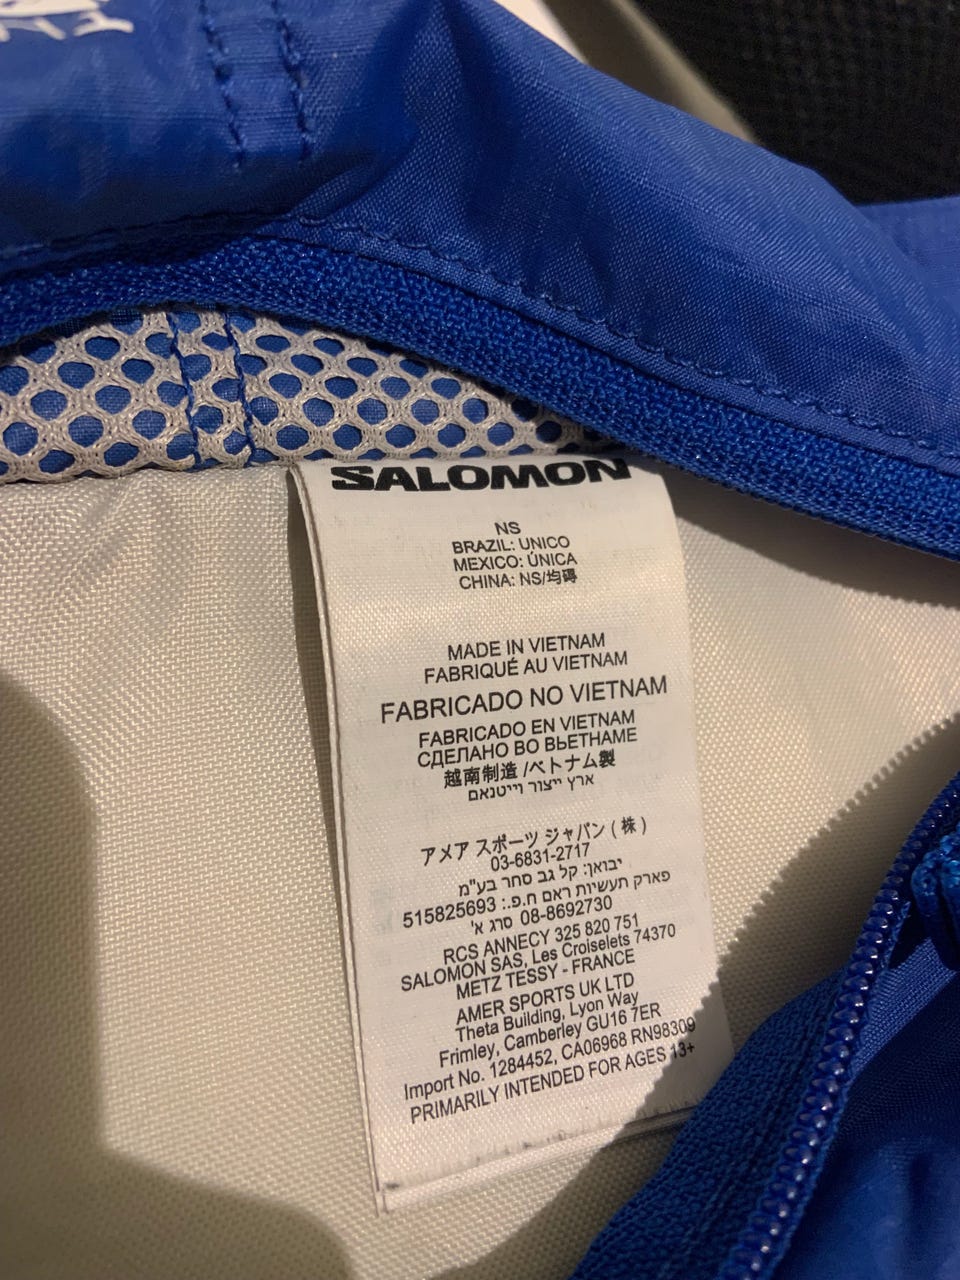 SALOMON
NS
BRAZIL: UNICO
MEXICO: ÚNICA
CHINA: NS/均碼
MADE IN VIETNAM
FABRIQUÉ AU VIETNAM
FABRICADO NO VIETNAM
FABRICADO EN VIETNAM
СДЕЛАНО ВО ВЬЕТНАМЕ
越南制造 /ベトナム製
ארץ ייצור וייטנאם
アメア スポーツ ジャパン ( 株 )
03-6831-2717
יבואן: קל גב סחר בע"מ
פארק תעשיות ראם ח.פ.: 515825693
08-8692730 סרג א'
RCS ANNECY 325 820 751
SALOMON SAS, Les Croiselets 74370
METZ TESSY - FRANCE
AMER SPORTS UK LTD
Theta Building, Lyon Way
Frimley, Camberley GU16 7ER
Import No. 1284452, CA06968 RN98309
PRIMARILY INTENDED FOR AGES 13+